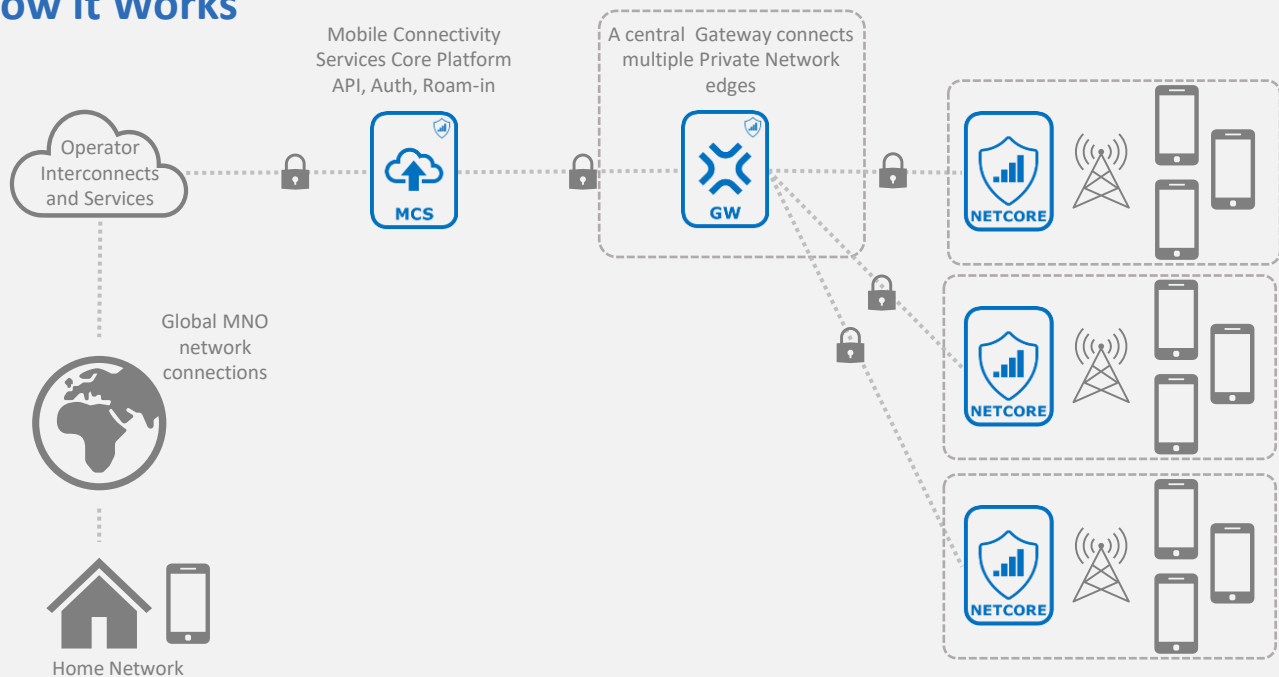 ow it Works
Mobile Connectivity
Services Core Platform
API, Auth, Roam-in
A central Gateway connects
multiple Private Network
edges
Operator
Interconnects
and Services
MCS
GW
NETCORE
Global MNO
network
connections
NETCORE
NETCORE
Home Network